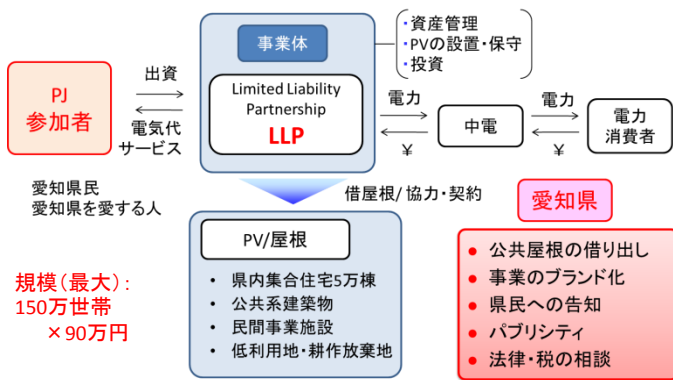 事業体
Limited Liability
Partnership
LLP
・資産管理
・PVの設置・保守
・投資
PJ
参加者
出資
電気代
サービス
電力
¥
中電
電力
¥
電力
消費者
愛知県民
愛知県を愛する人
借屋根/ 協力・契約
愛知県
PV/屋根
• 県内集合住宅5万棟
• 公共系建築物
• 民間事業施設
• 低利用地・耕作放棄地
規模(最大):
150万世帯
×90万円
• 公共屋根の借り出し
• 事業のブランド化
• 県民への告知
• パブリシティ
• 法律・税の相談